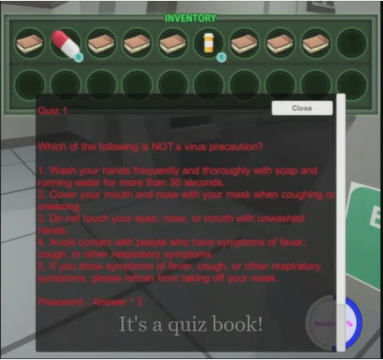 INVENTORY
1
1
Close
Quiz 1
Which of the following is NOT a virus precaution?
1. Wash your hands frequently and thoroughly with soap and
running water for more than 30 seconds.
2. Cover your mouth and nose with your mask when coughing or
sneezing.
3. Do not touch your eyes, nose, or mouth with unwashed
hands.
4. Avoid contact with people who have symptoms of fever,
cough, or other respiratory symptoms.
5. If you show symptoms of fever, cough, or other respiratory
symptoms, please refrain from taking off your mask.
Password : Answer * 2
It's a quiz book!